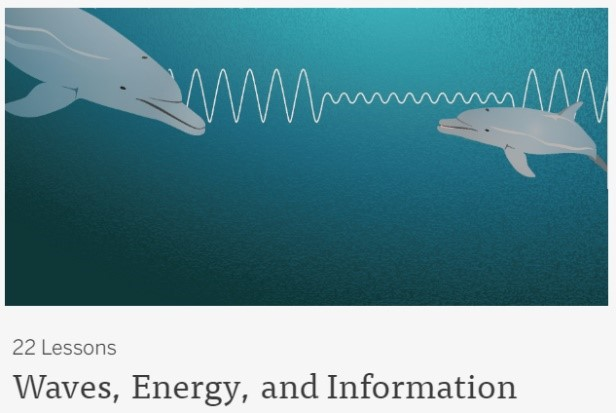 22 Lessons
Waves, Energy, and Information